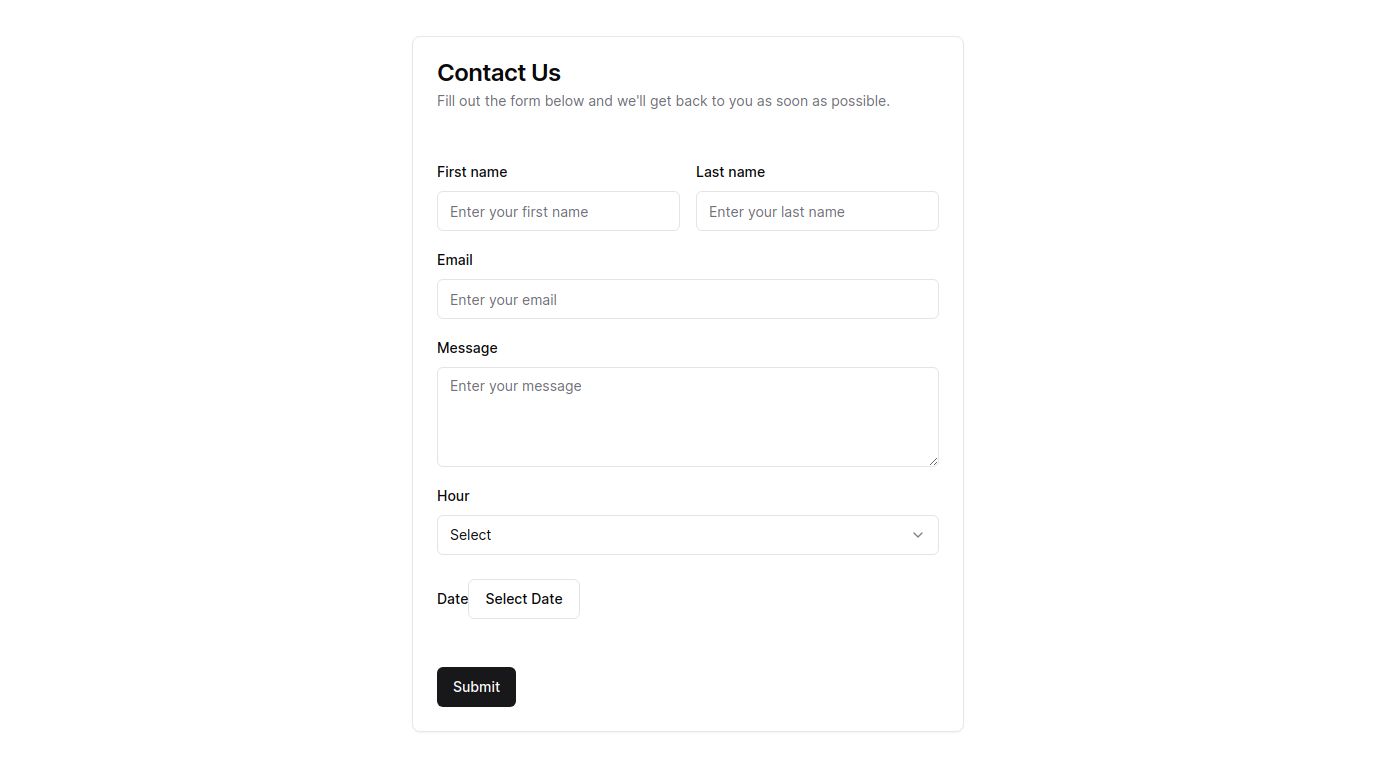 Contact Us
Fill out the form below and we'll get back to you as soon as possible.
First name
Last name
Enter your first name
Enter your last name
Email
Enter your email
Message
Enter your message
Hour
Select
Date
Select Date
Submit